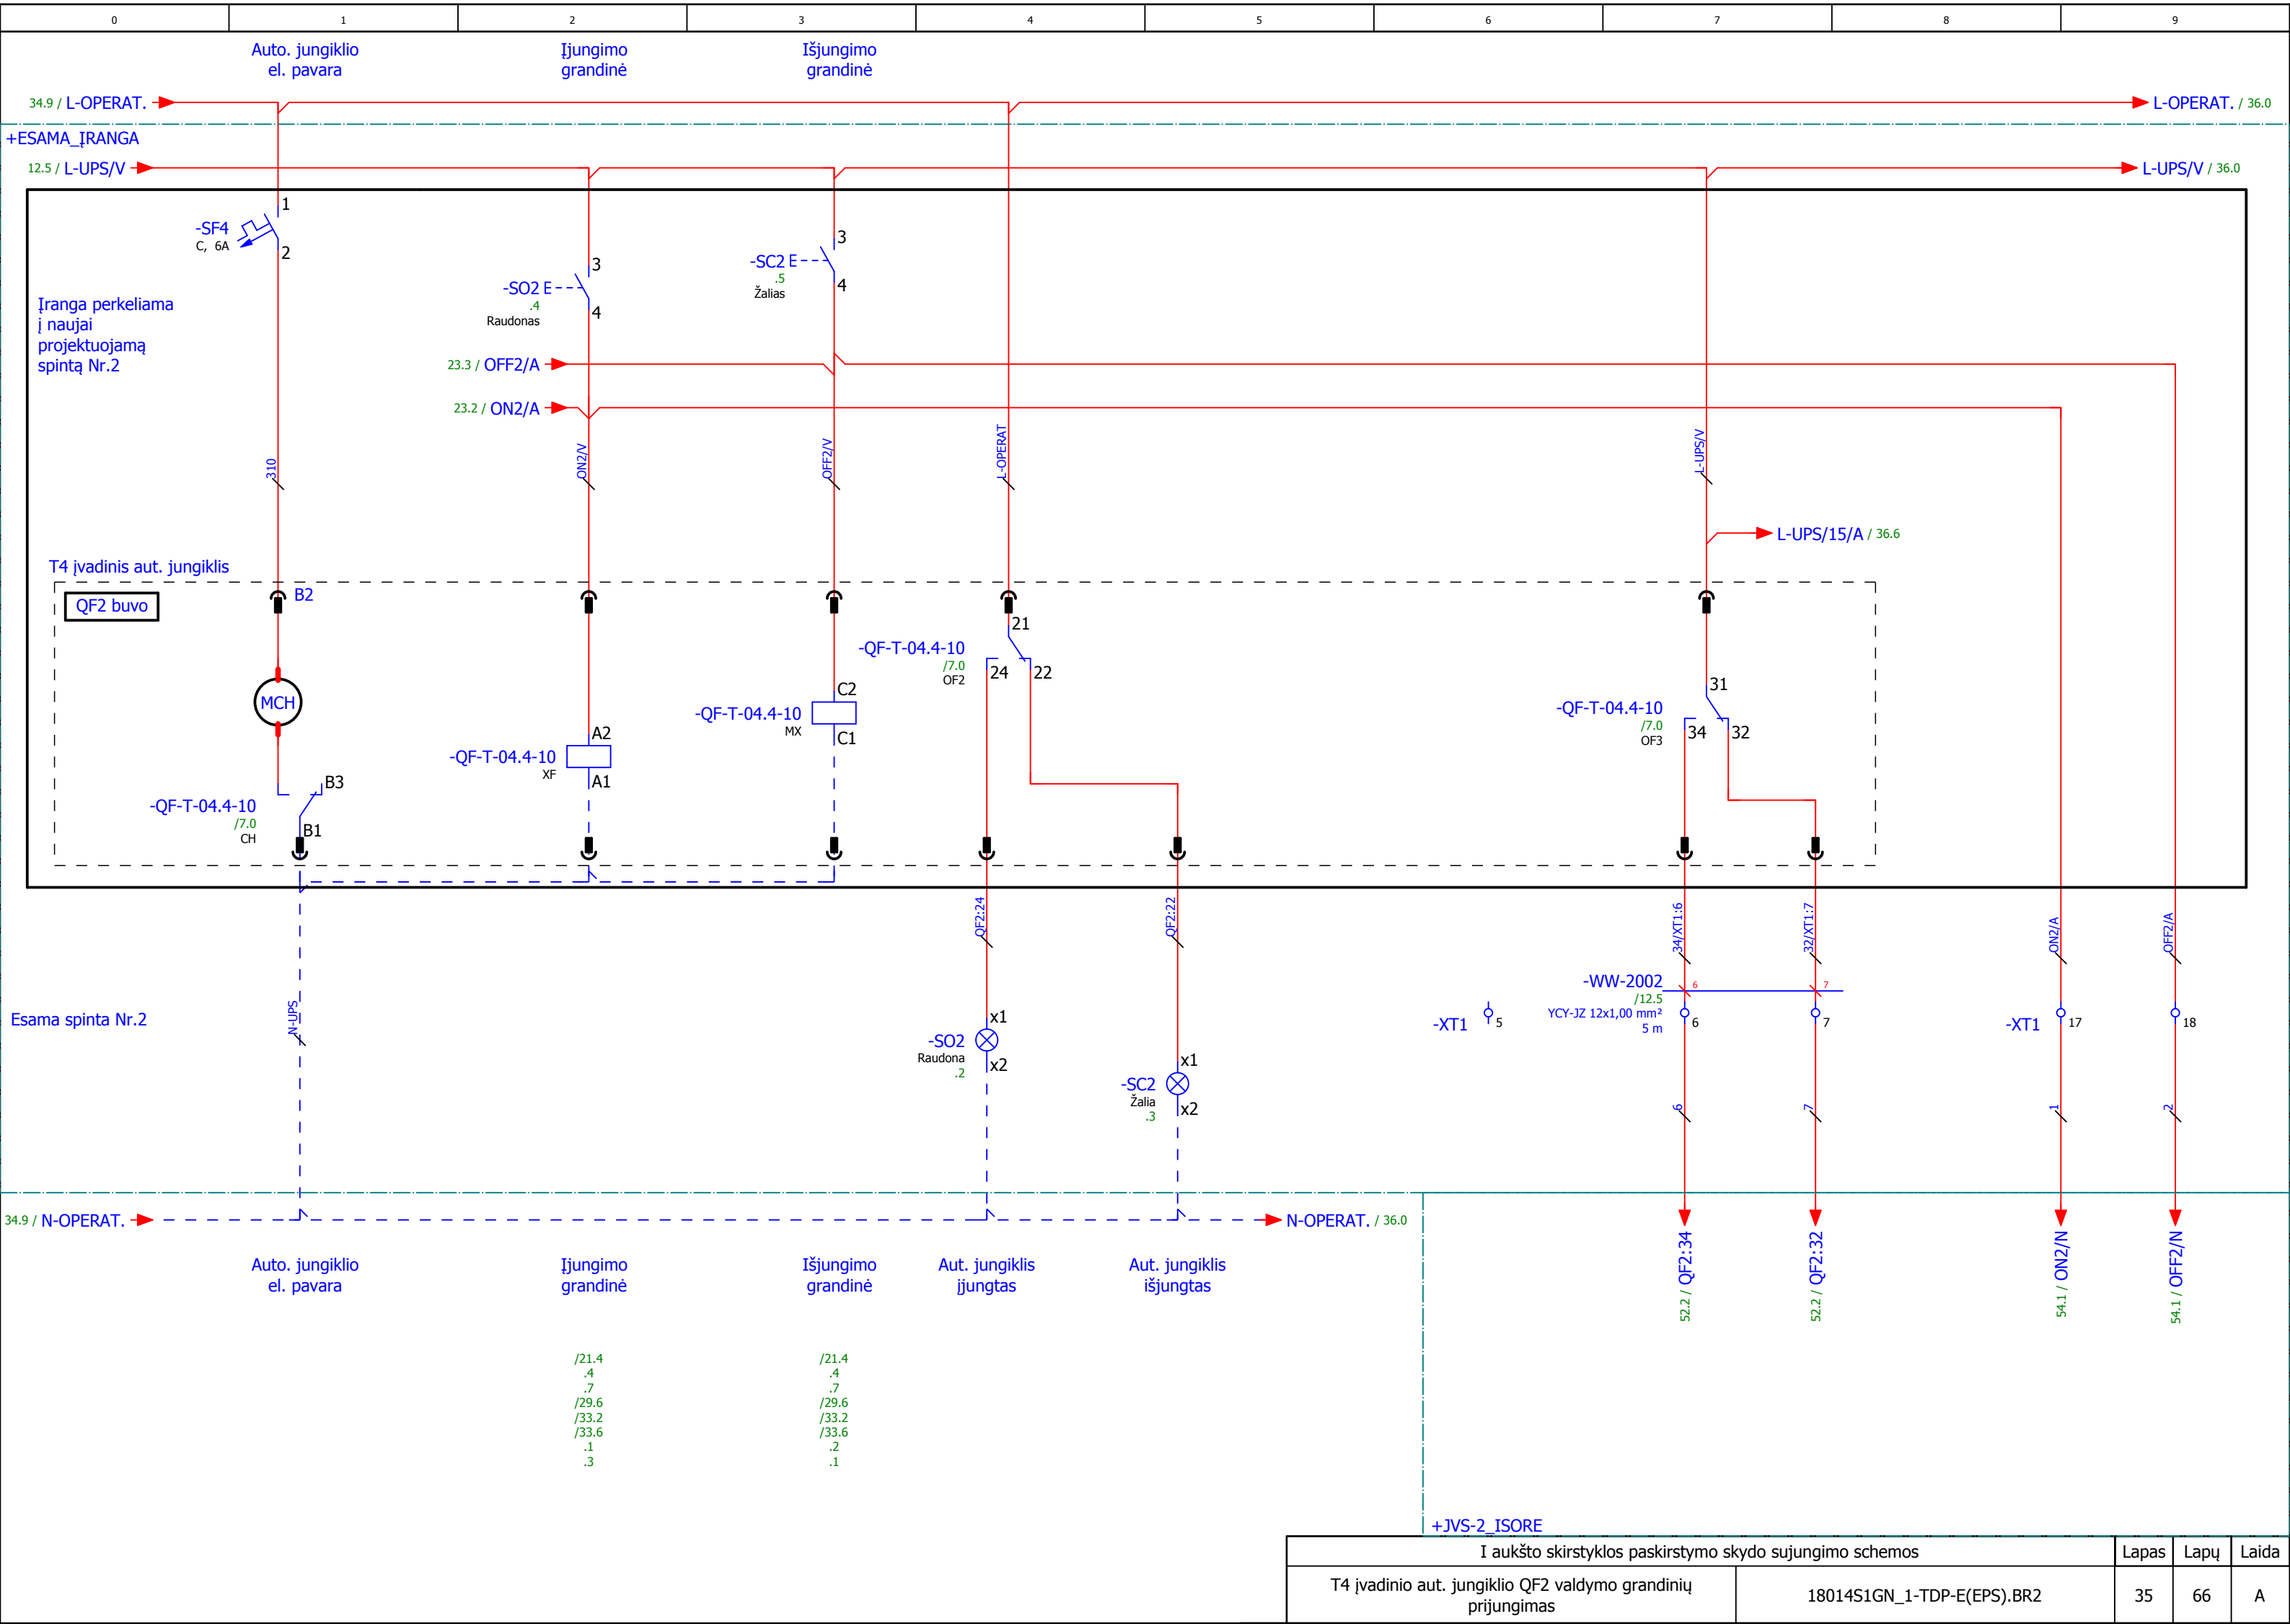 0 1 2 3 4 5 6 7 8 9
Auto. jungiklio
el. pavara
Įjungimo
grandinė
Išjungimo
grandinė
34.9 / L-OPERAT.
L-OPERAT. / 36.0
+ESAMA_ĮRANGA
12.5 / L-UPS/V
L-UPS/V / 36.0
1
-SF4
C, 6A
2
3
-SO2 E
.4
Raudonas
4
3
-SC2 E
.5
Žalias
4
Įranga perkeliama
į naujai
projektuojamą
spintą Nr.2
23.3 / OFF2/A
23.2 / ON2/A
310
ON2/V
OFF2/V
L-OPERAT
L-UPS/V
L-UPS/15/A / 36.6
T4 įvadinis aut. jungiklis
QF2 buvo
B2
MCH
B3
-QF-T-04.4-10
/7.0
CH
B1
A2
-QF-T-04.4-10
XF
A1
C2
-QF-T-04.4-10
MX
C1
21
-QF-T-04.4-10
/7.0
OF2
24
22
31
-QF-T-04.4-10
/7.0
OF3
34
32
QF2:24
QF2:22
34/XT1:6
32/XT1:7
ON2/A
OFF2/A
Esama spinta Nr.2
N-UPS
x1
-SO2
Raudona
.2
x2
x1
-SC2
Žalia
.3
x2
-WW-2002
/12.5
YCY-JZ 12x1,00 mm²
5 m
6
7
-XT1
5
6
7
-XT1
17
18
6
7
1
2
34.9 / N-OPERAT.
N-OPERAT. / 36.0
Auto. jungiklio
el. pavara
Įjungimo
grandinė
Išjungimo
grandinė
Aut. jungiklis
įjungtas
Aut. jungiklis
išjungtas
52.2 / QF2:34
52.2 / QF2:32
54.1 / ON2/N
54.1 / OFF2/N
/21.4
.4
.7
/29.6
/33.2
/33.6
.1
.3
/21.4
.4
.7
/29.6
/33.2
/33.6
.2
.1
+JVS-2_ISORE
I aukšto skirstyklos paskirstymo skydo sujungimo schemos
Lapas
Lapų
Laida
T4 įvadinio aut. jungiklio QF2 valdymo grandinių
prijungimas
18014S1GN_1-TDP-E(EPS).BR2
35
66
A